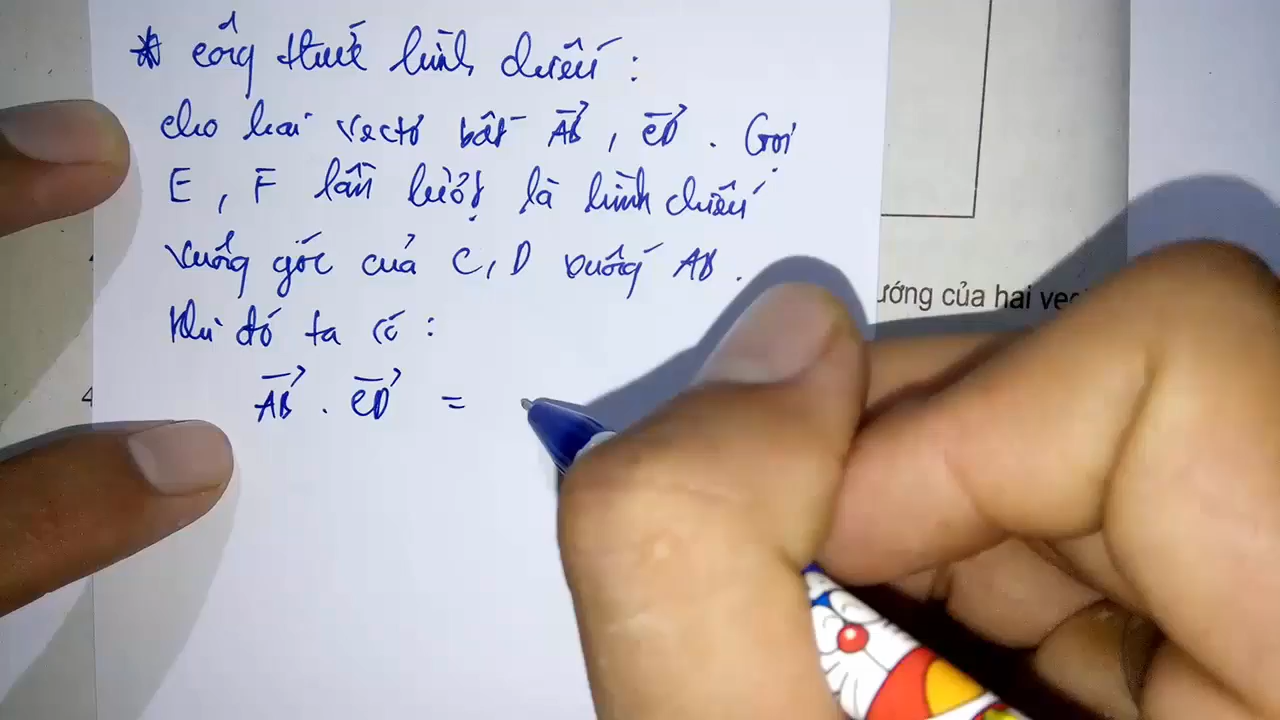 * Công thức hình chiếu :
cho hai vectơ bất AB, CD. Gọi
E, F lần lượt là hình chiếu
vuông góc của C, D xuống AB.
Khi đó ta có :
AB . CD =
ướng của hai vec
4